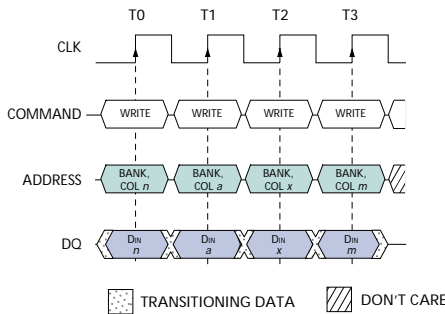 T0 T1 T2 T3
CLK
COMMAND WRITE WRITE WRITE WRITE
ADDRESS BANK, COL n BANK, COL a BANK, COL x BANK, COL m
DQ DIN n DIN a DIN x DIN m
TRANSITIONING DATA DON'T CARE